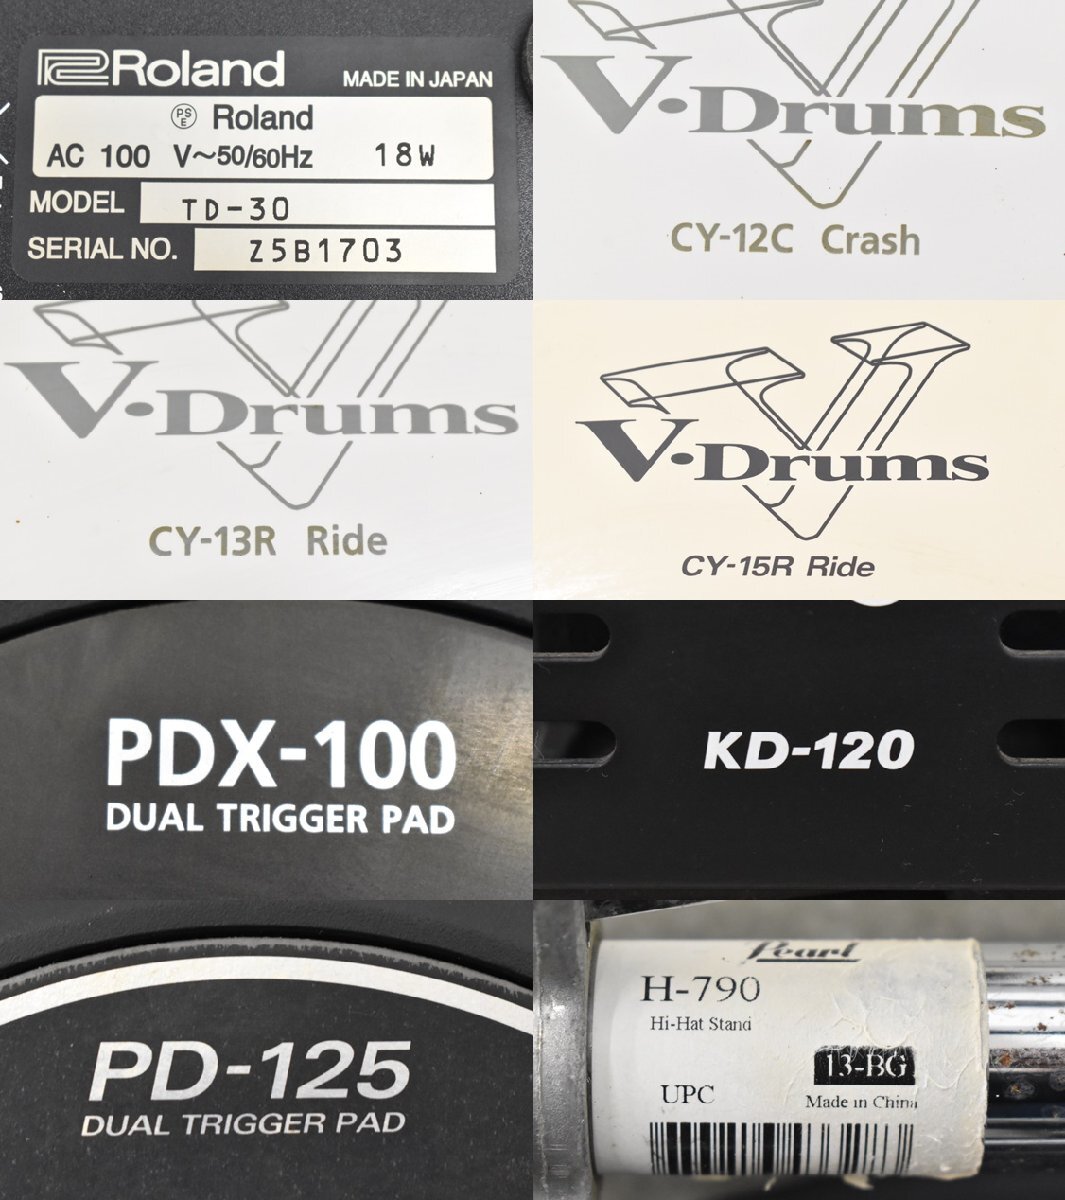 Roland MADE IN JAPAN
PS E Roland
AC 100 V~50/60Hz 18W
MODEL TD-30
SERIAL NO. Z5B1703
V-Drums
CY-12C Crash
V-Drums
CY-13R Ride
V-Drums
CY-15R Ride
PDX-100
DUAL TRIGGER PAD
KD-120
PD-125
DUAL TRIGGER PAD
Pearl
H-790
Hi-Hat Stand
13-BG
UPC
Made in China